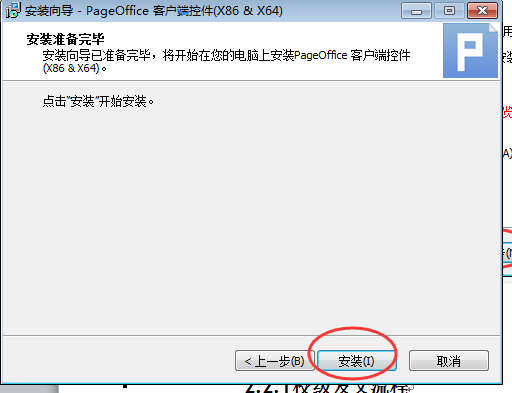 安装向导 - PageOffice 客户端控件(X86 & X64)
安装准备完毕
安装向导已准备完毕，将开始在您的电脑上安装PageOffice 客户端控件
(X86 & X64)。
P
点击“安装”开始安装。
< 上一步(B)
安装(I)
取消
用
安
A)